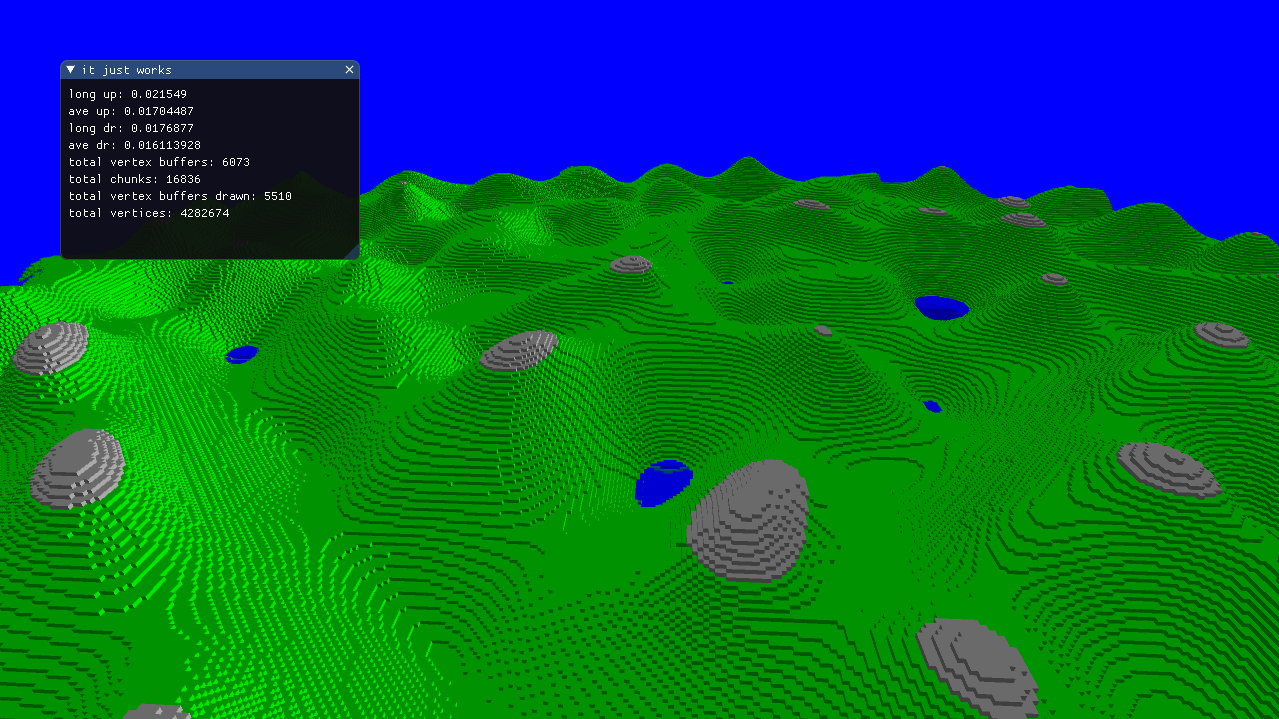 it just works
long up: 0.021549
ave up: 0.01704487
long dr: 0.0176877
ave dr: 0.016113928
total vertex buffers: 6073
total chunks: 16836
total vertex buffers drawn: 5510
total vertices: 4282674